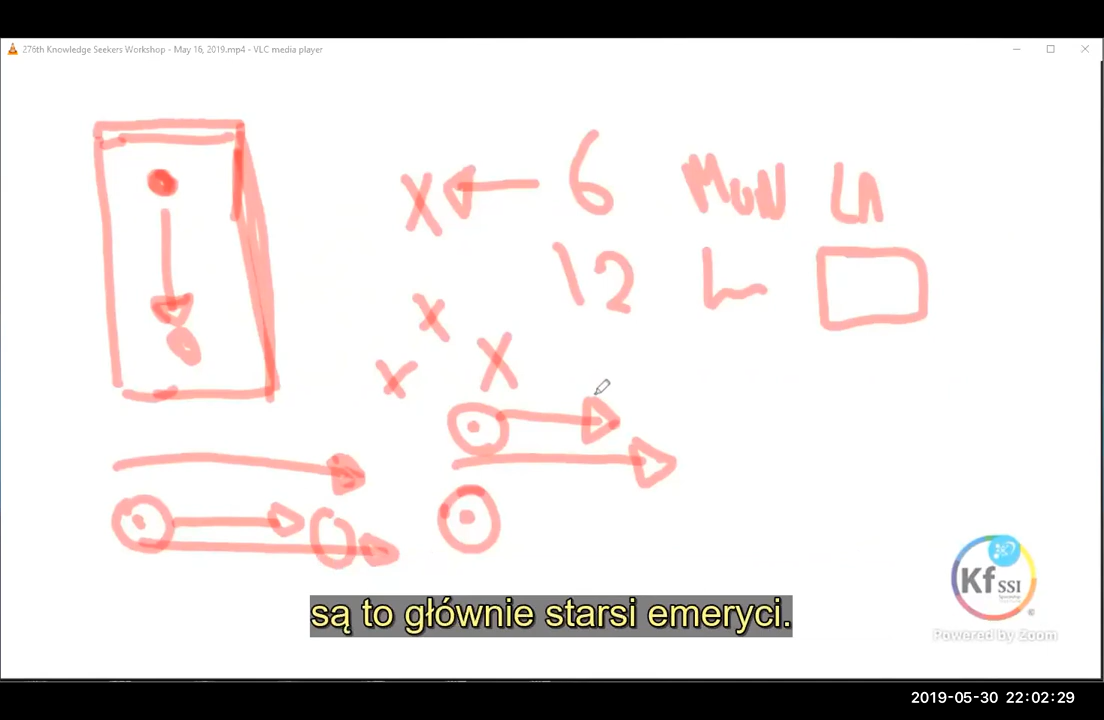 276th Knowledge Seekers Workshop - May 16, 2019.mp4 - VLC media player
X ← 6 MUN
12
X
X X
są to głównie starsi emeryci.
Kf SSI
Powered by Zoom
2019-05-30 22:02:29